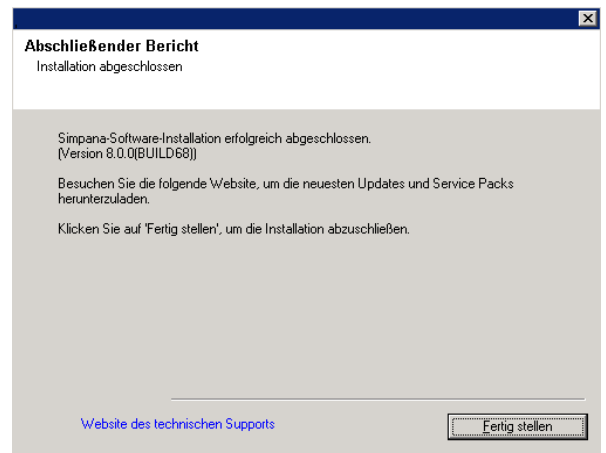 Abschließender Bericht
Installation abgeschlossen
Simpana-Software-Installation erfolgreich abgeschlossen.
(Version 8.0.0(BUILD68))
Besuchen Sie die folgende Website, um die neuesten Updates und Service Packs
herunterzuladen.
Klicken Sie auf 'Fertig stellen', um die Installation abzuschließen.
Website des technischen Supports
Fertig stellen